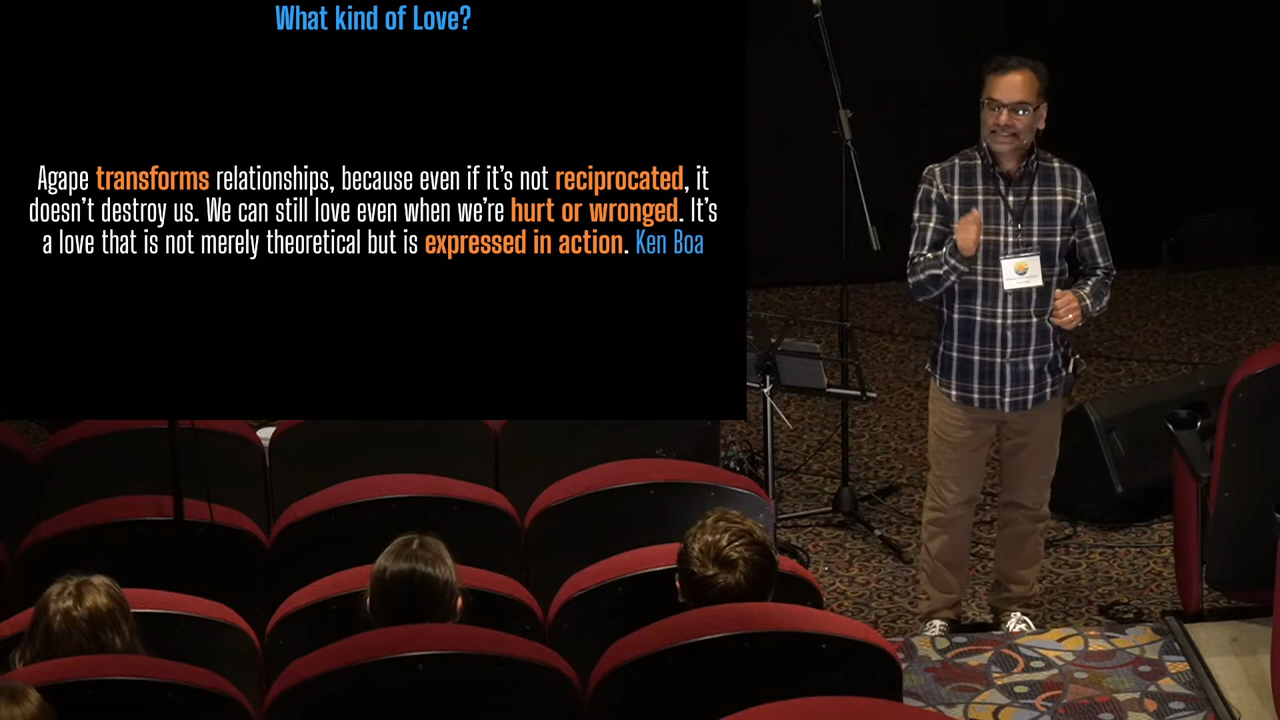 What kind of Love?
Agape transforms relationships, because even if it's not reciprocated, it
doesn't destroy us. We can still love even when we're hurt or wronged. It's
a love that is not merely theoretical but is expressed in action. Ken Boa